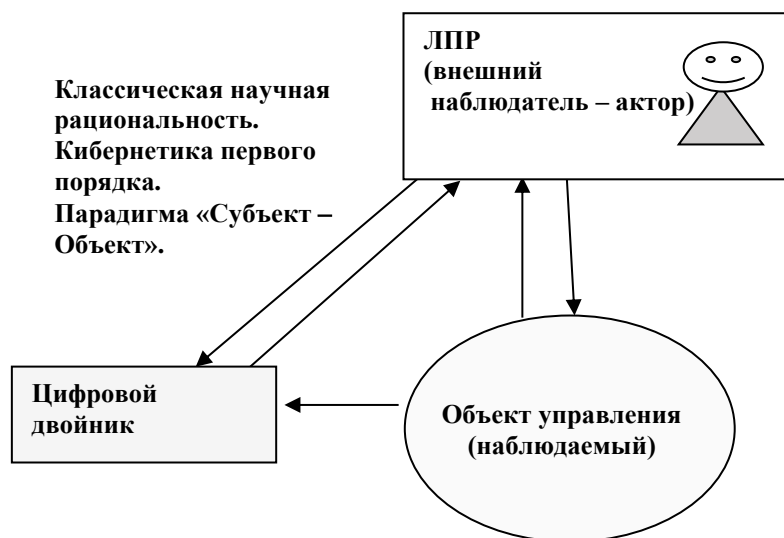 ЛПР
(внешний
наблюдатель – актор)
Классическая научная
рациональность.
Кибернетика первого
порядка.
Парадигма «Субъект –
Объект».
Цифровой
двойник
Объект управления
(наблюдаемый)